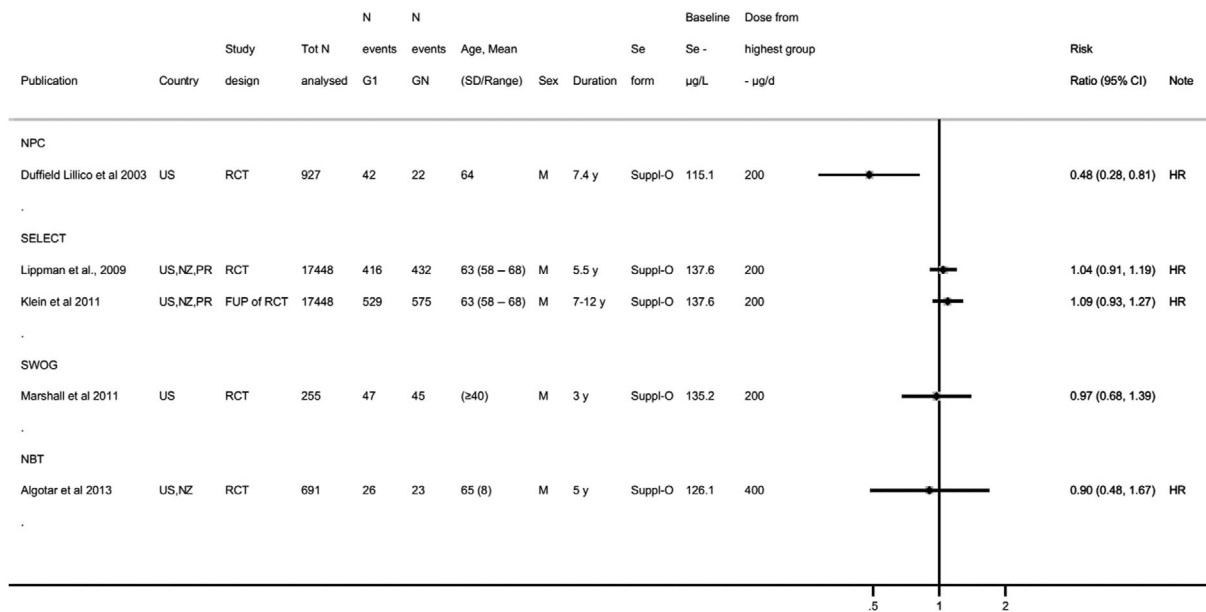 N N Baseline Dose from
Study Tot N events events Age, Mean Se Se - highest group Risk
Publication Country design analysed G1 GN (SD/Range) Sex Duration form µg/L - µg/d Ratio (95% CI) Note
NPC
Duffield Lillico et al 2003 US RCT 927 42 22 64 M 7.4 y Suppl-O 115.1 200 0.48 (0.28, 0.81) HR
.
SELECT
Lippman et al., 2009 US,NZ,PR RCT 17448 416 432 63 (58 – 68) M 5.5 y Suppl-O 137.6 200 1.04 (0.91, 1.19) HR
Klein et al 2011 US,NZ,PR FUP of RCT 17448 529 575 63 (58 – 68) M 7-12 y Suppl-O 137.6 200 1.09 (0.93, 1.27) HR
.
SWOG
Marshall et al 2011 US RCT 255 47 45 (≥40) M 3 y Suppl-O 135.2 200 0.97 (0.68, 1.39)
.
NBT
Algotar et al 2013 US,NZ RCT 691 26 23 65 (8) M 5 y Suppl-O 126.1 400 0.90 (0.48, 1.67) HR
.
.5 1 2